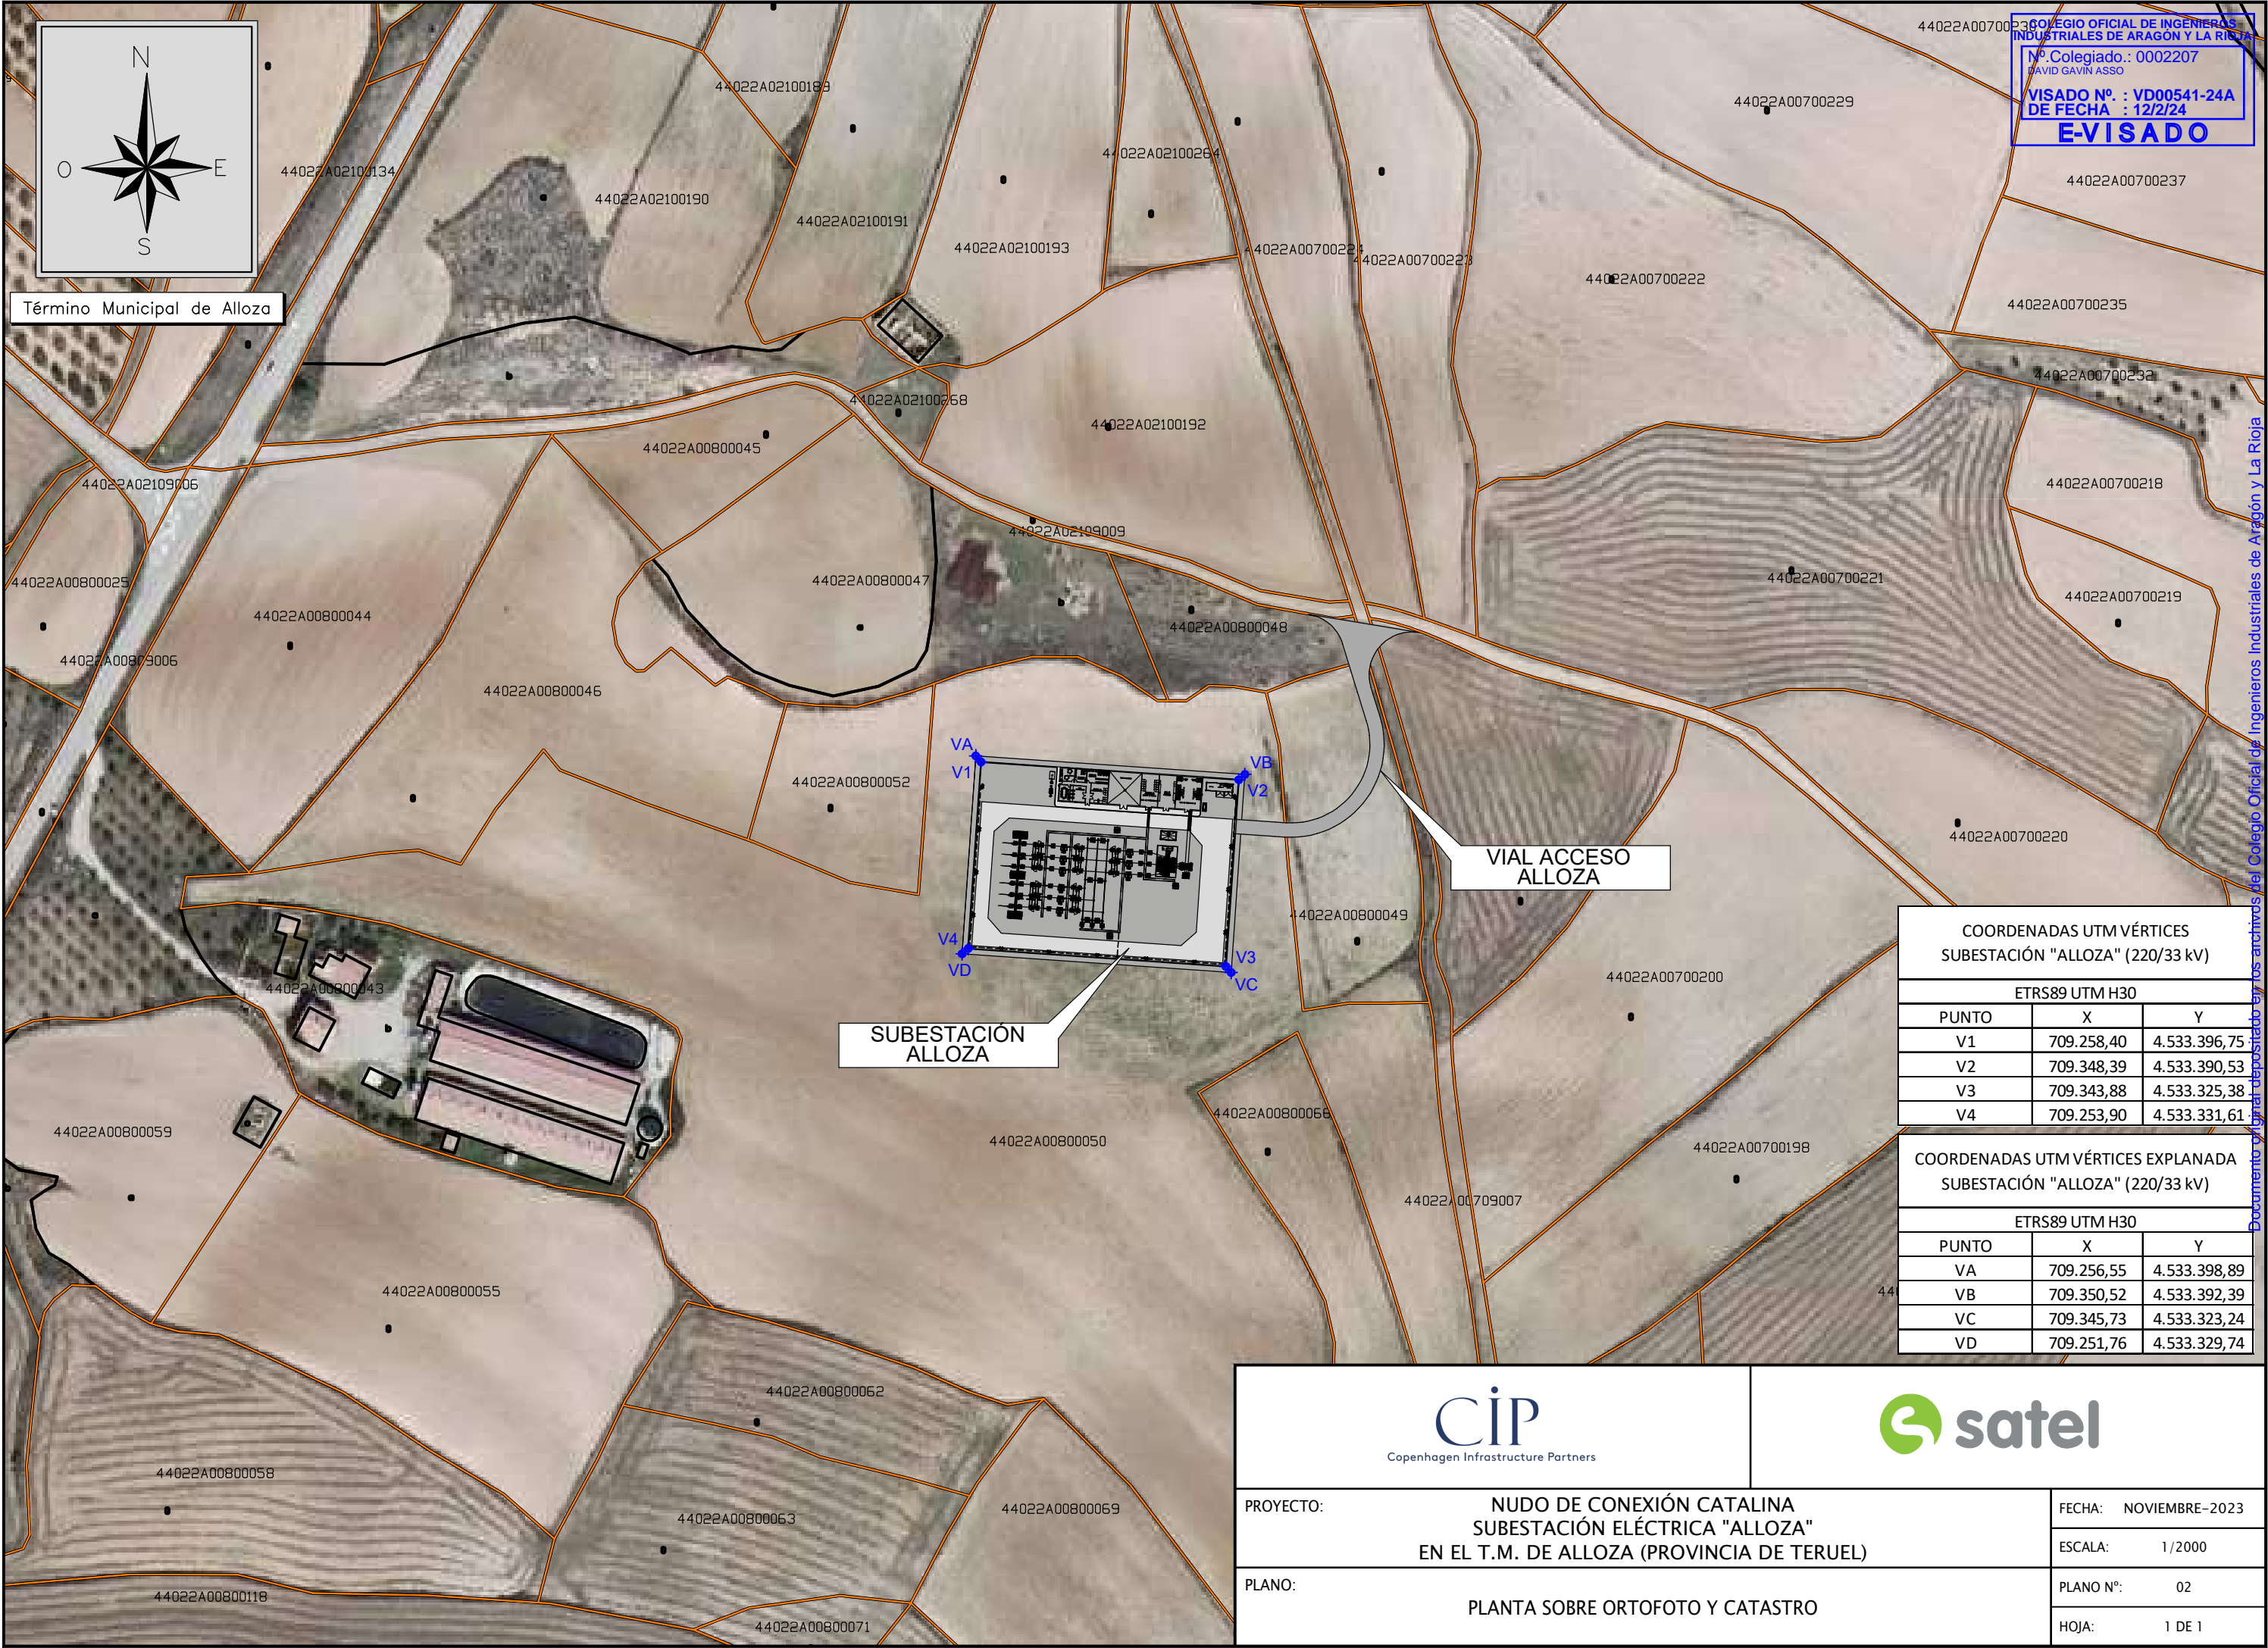 N
O
E
S
Término Municipal de Alloza
COLEGIO OFICIAL DE INGENIEROS
INDUSTRIALES DE ARAGÓN Y LA RIOJA
Nº.Colegiado.: 0002207
DAVID GAVÍN ASSO
VISADO Nº. : VD00541-24A
DE FECHA : 12/2/24
E-VISADO
44022A02100189
44022A00700229
44022A02100264
44022A02100134
44022A00700237
44022A02100190
44022A02100191
44022A02100193
44022A00700224
44022A00700223
44022A00700222
44022A00700235
44022A00700232
44022A02100268
44022A02100192
44022A00800045
44022A02109006
44022A00700218
44022A02109009
44022A00800025
44022A00800047
44022A00700221
44022A00700219
44022A00800044
44022A00800048
44022A00809006
44022A00800046
VA
V1
VB
V2
44022A00800052
44022A00700220
VIAL ACCESO
ALLOZA
44022A00800049
V4
VD
V3
VC
44022A00700200
44022A00800043
SUBESTACIÓN
ALLOZA
44022A00800059
44022A00800066
44022A00800050
44022A00700198
44022A00709007
44022A00800055
44022A00800062
44022A00800058
44022A00800063
44022A00800069
44022A00800118
44022A00800071
Documento original depositado en los archivos del Colegio Oficial de Ingenieros Industriales de Aragón y La Rioja
COORDENADAS UTM VÉRTICES
SUBESTACIÓN "ALLOZA" (220/33 kV)
ETRS89 UTM H30
PUNTO X Y
V1 709.258,40 4.533.396,75
V2 709.348,39 4.533.390,53
V3 709.343,88 4.533.325,38
V4 709.253,90 4.533.331,61
COORDENADAS UTM VÉRTICES EXPLANADA
SUBESTACIÓN "ALLOZA" (220/33 kV)
ETRS89 UTM H30
PUNTO X Y
VA 709.256,55 4.533.398,89
VB 709.350,52 4.533.392,39
VC 709.345,73 4.533.323,24
VD 709.251,76 4.533.329,74
CIP
Copenhagen Infrastructure Partners
satel
PROYECTO:
NUDO DE CONEXIÓN CATALINA
SUBESTACIÓN ELÉCTRICA "ALLOZA"
EN EL T.M. DE ALLOZA (PROVINCIA DE TERUEL)
FECHA: NOVIEMBRE-2023
ESCALA: 1/2000
PLANO:
PLANTA SOBRE ORTOFOTO Y CATASTRO
PLANO Nº: 02
HOJA: 1 DE 1